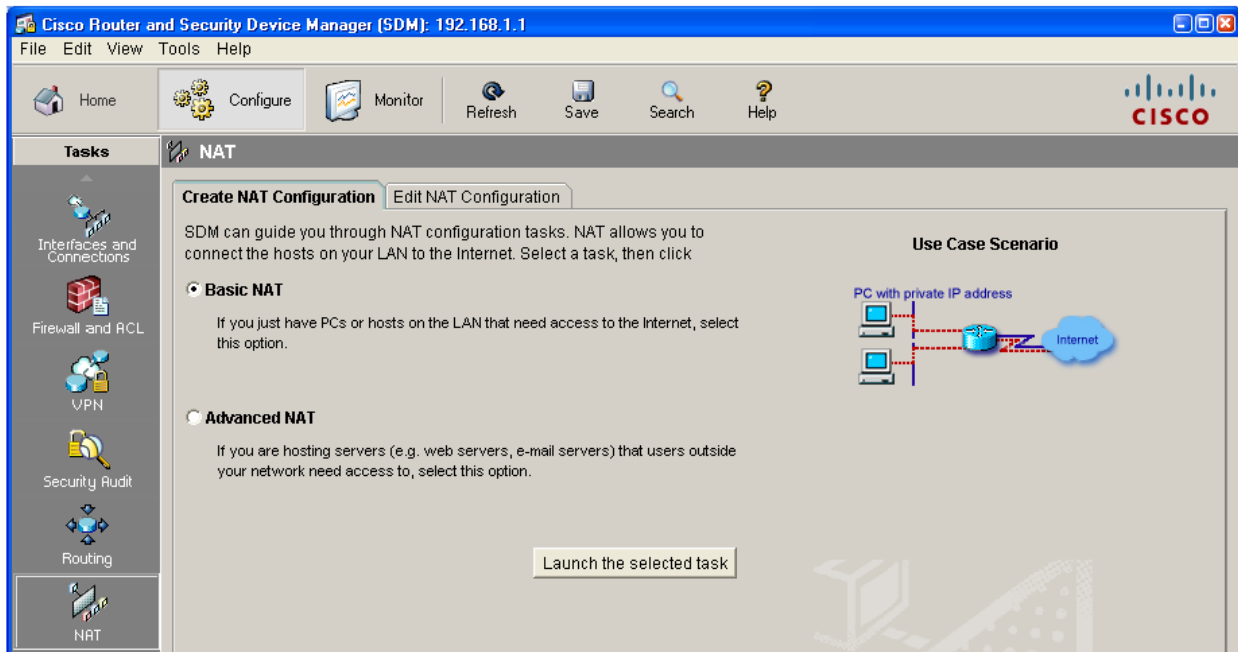 Cisco Router and Security Device Manager (SDM): 192.168.1.1
File Edit View Tools Help
Home Configure Monitor Refresh Save Search Help
CISCO
Tasks
NAT
Create NAT Configuration Edit NAT Configuration
SDM can guide you through NAT configuration tasks. NAT allows you to
connect the hosts on your LAN to the Internet. Select a task, then click
Use Case Scenario
Basic NAT
If you just have PCs or hosts on the LAN that need access to the Internet, select
this option.
PC with private IP address
Internet
Advanced NAT
If you are hosting servers (e.g. web servers, e-mail servers) that users outside
your network need access to, select this option.
Launch the selected task
Interfaces and
Connections
Firewall and ACL
VPN
Security Audit
Routing
NAT